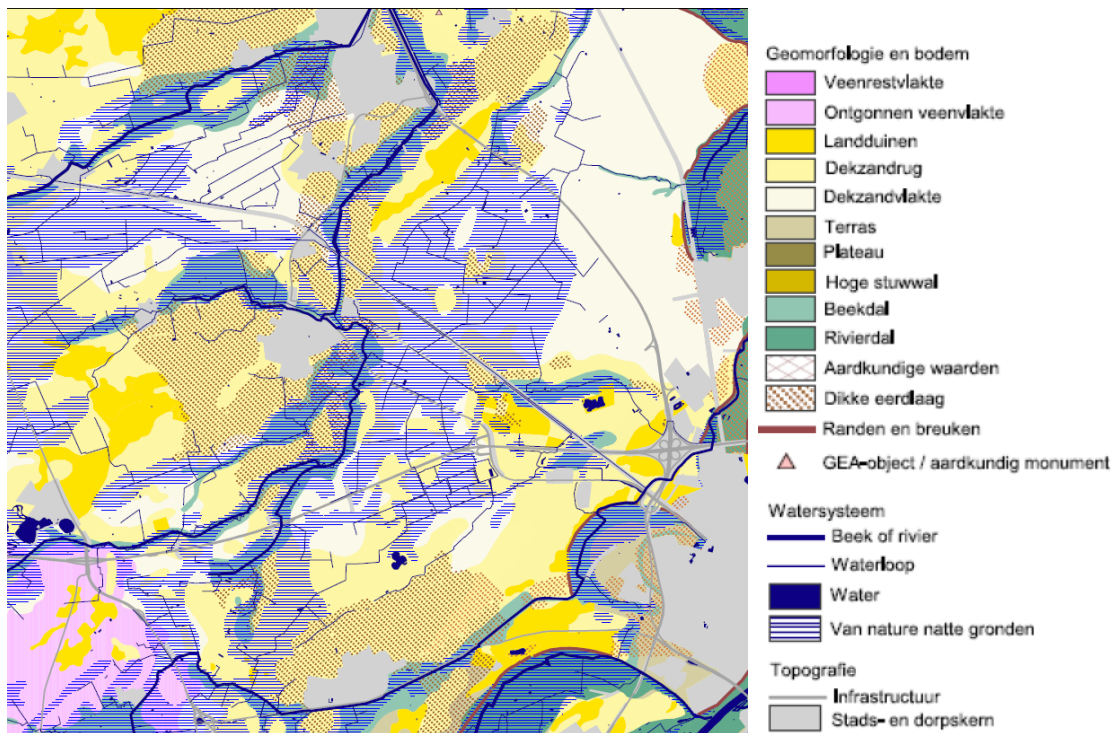 Geomorfologie en bodem
Veenrestvlakte
Ontgonnen veenvlakte
Landduinen
Dekzandrug
Dekzandvlakte
Terras
Plateau
Hoge stuwwal
Beekdal
Rivierdal
Aardkundige waarden
Dikke eerdlaag
Randen en breuken
GEA-object / aardkundig monument
Watersysteem
Beek of rivier
Waterloop
Water
Van nature natte gronden
Topografie
Infrastructuur
Stads- en dorpskern